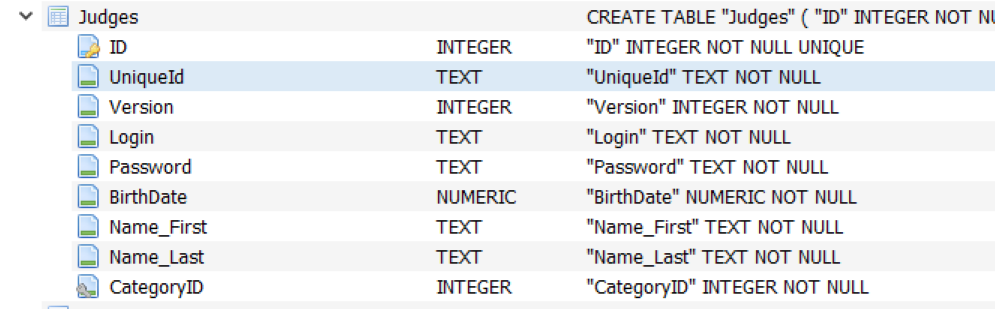 Judges CREATE TABLE "Judges" ( "ID" INTEGER NOT
ID INTEGER "ID" INTEGER NOT NULL UNIQUE
UniqueId TEXT "UniqueId" TEXT NOT NULL
Version INTEGER "Version" INTEGER NOT NULL
Login TEXT "Login" TEXT NOT NULL
Password TEXT "Password" TEXT NOT NULL
BirthDate NUMERIC "BirthDate" NUMERIC NOT NULL
Name_First TEXT "Name_First" TEXT NOT NULL
Name_Last TEXT "Name_Last" TEXT NOT NULL
CategoryID INTEGER "CategoryID" INTEGER NOT NULL